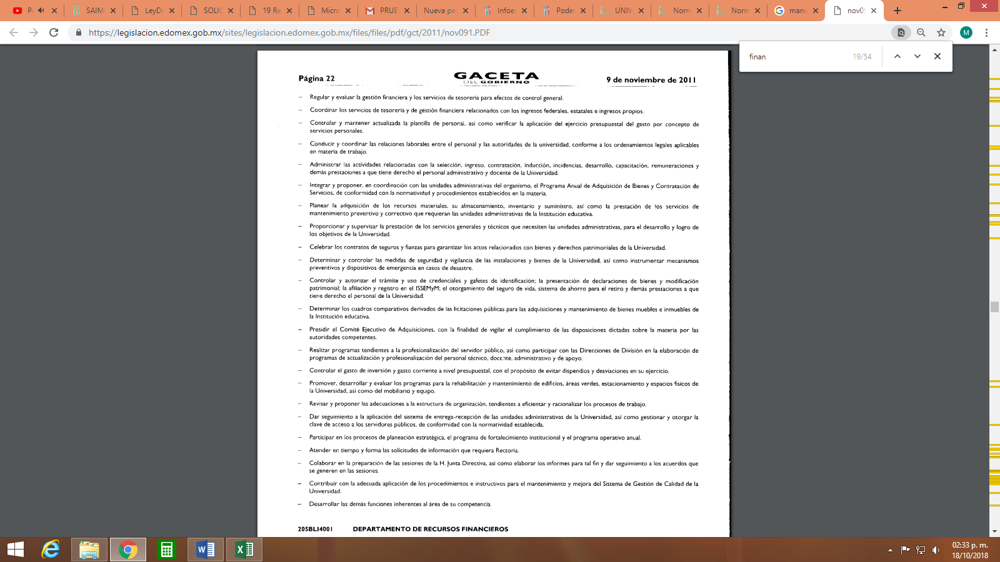 P
SAIM
LeyDe
SOLIC
19 Re
Micro
PRUE
Nueva pe
Infoe
Poder
UNIV
Norm
Norm
manu
nov0
https://legislacion.edomex.gob.mx/sites/legislacion.edomex.gob.mx/files/files/pdf/gct/2011/nov091.PDF
M
finan
19/54
Página 22
GACETA
DEL GOBIERNO
9 de noviembre de 2011
– Regular y evaluar la gestión financiera y los servicios de tesorería para efectos de control general.
– Coordinar los servicios de tesorería y de gestión financiera relacionados con los ingresos federales, estatales e ingresos propios.
– Controlar y mantener actualizada la plantilla de personal, así como verificar la aplicación del ejercicio presupuestal del gasto por concepto de
servicios personales.
– Conducir y coordinar las relaciones laborales entre el personal y las autoridades de la universidad, conforme a los ordenamientos legales aplicables
en materia de trabajo.
– Administrar las actividades relacionadas con la selección, ingreso, contratación, inducción, incidencias, desarrollo, capacitación, remuneraciones y
demás prestaciones a que tiene derecho el personal administrativo y docente de la Universidad.
– Integrar y proponer, en coordinación con las unidades administrativas del organismo, el Programa Anual de Adquisición de Bienes y Contratación de
Servicios, de conformidad con la normatividad y procedimientos establecidos en la materia.
– Planear la adquisición de los recursos materiales, su almacenamiento, inventario y suministro, así como la prestación de los servicios de
mantenimiento preventivo y correctivo que requieran las unidades administrativas de la Institución educativa.
– Proporcionar y supervisar la prestación de los servicios generales y técnicos que necesiten las unidades administrativas, para el desarrollo y logro de
los objetivos de la Universidad.
– Celebrar los contratos de seguros y fianzas para garantizar los actos relacionados con bienes y derechos patrimoniales de la Universidad.
– Determinar y controlar las medidas de seguridad y vigilancia de las instalaciones y bienes de la Universidad, así como instrumentar mecanismos
preventivos y dispositivos de emergencia en casos de desastre.
– Controlar y autorizar el trámite y uso de credenciales y gafetes de identificación; la presentación de declaraciones de bienes y modificación
patrimonial; la afiliación y registro en el ISSEMyM; el otorgamiento del seguro de vida, sistema de ahorro para el retiro y demás prestaciones a que
tiene derecho el personal de la Universidad.
– Determinar los cuadros comparativos derivados de las licitaciones públicas para las adquisiciones y mantenimiento de bienes muebles e inmuebles de
la Institución educativa.
– Presidir el Comité Ejecutivo de Adquisiciones, con la finalidad de vigilar el cumplimiento de las disposiciones dictadas sobre la materia por las
autoridades competentes.
– Realizar programas tendientes a la profesionalización del servidor público, así como participar con las Direcciones de División en la elaboración de
programas de actualización y profesionalización del personal técnico, docente, administrativo y de apoyo.
– Controlar el gasto de inversión y gasto corriente a nivel presupuestal, con el propósito de evitar dispendios y desviaciones en su ejercicio.
– Promover, desarrollar y evaluar los programas para la rehabilitación y mantenimiento de edificios, áreas verdes, estacionamiento y espacios físicos de
la Universidad, así como del mobiliario y equipo.
– Revisar y proponer las adecuaciones a la estructura de organización, tendientes a eficientar y racionalizar los procesos de trabajo.
– Dar seguimiento a la aplicación del sistema de entrega-recepción de las unidades administrativas de la Universidad, así como gestionar y otorgar la
clave de acceso a los servidores públicos, de conformidad con la normatividad establecida.
– Participar en los procesos de planeación estratégica, el programa de fortalecimiento institucional y el programa operativo anual.
– Atender en tiempo y forma las solicitudes de información que requiera Rectoría.
– Colaborar en la preparación de las sesiones de la H. Junta Directiva, así como elaborar los informes para tal fin y dar seguimiento a los acuerdos que
se generen en las sesiones.
– Contribuir con la adecuada aplicación de los procedimientos e instructivos para el mantenimiento y mejora del Sistema de Gestión de Calidad de la
Universidad.
– Desarrollar las demás funciones inherentes al área de su competencia.
205BLI4001 DEPARTAMENTO DE RECURSOS FINANCIEROS
02:33 p. m.
18/10/2018